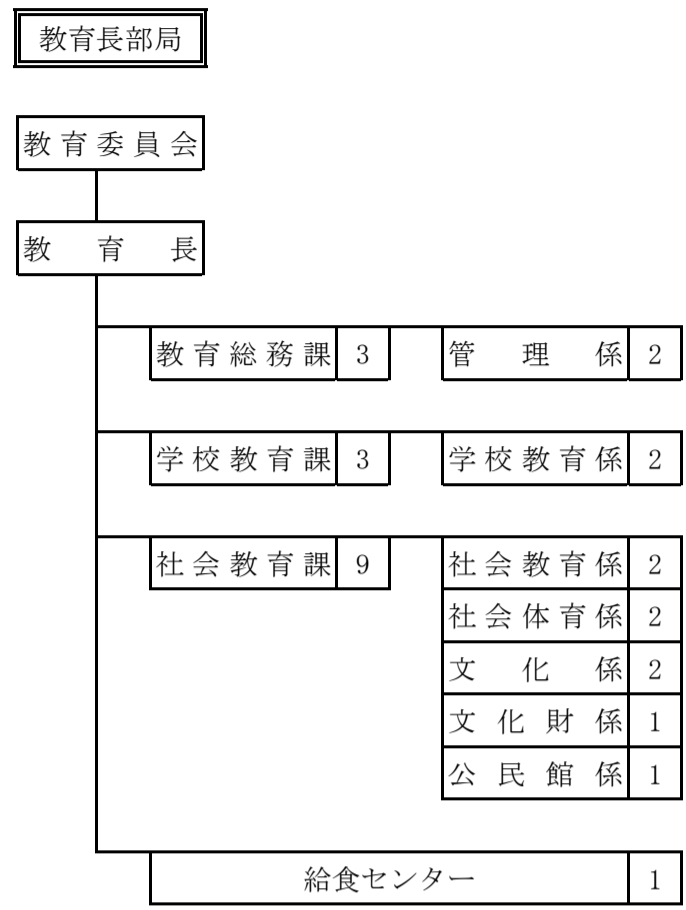 教育長部局
教育委員会
教育長
教育総務課 3 管理係 2
学校教育課 3 学校教育係 2
社会教育課 9 社会教育係 2
社会体育係 2
文化係 2
文化財係 1
公民館係 1
給食センター 1